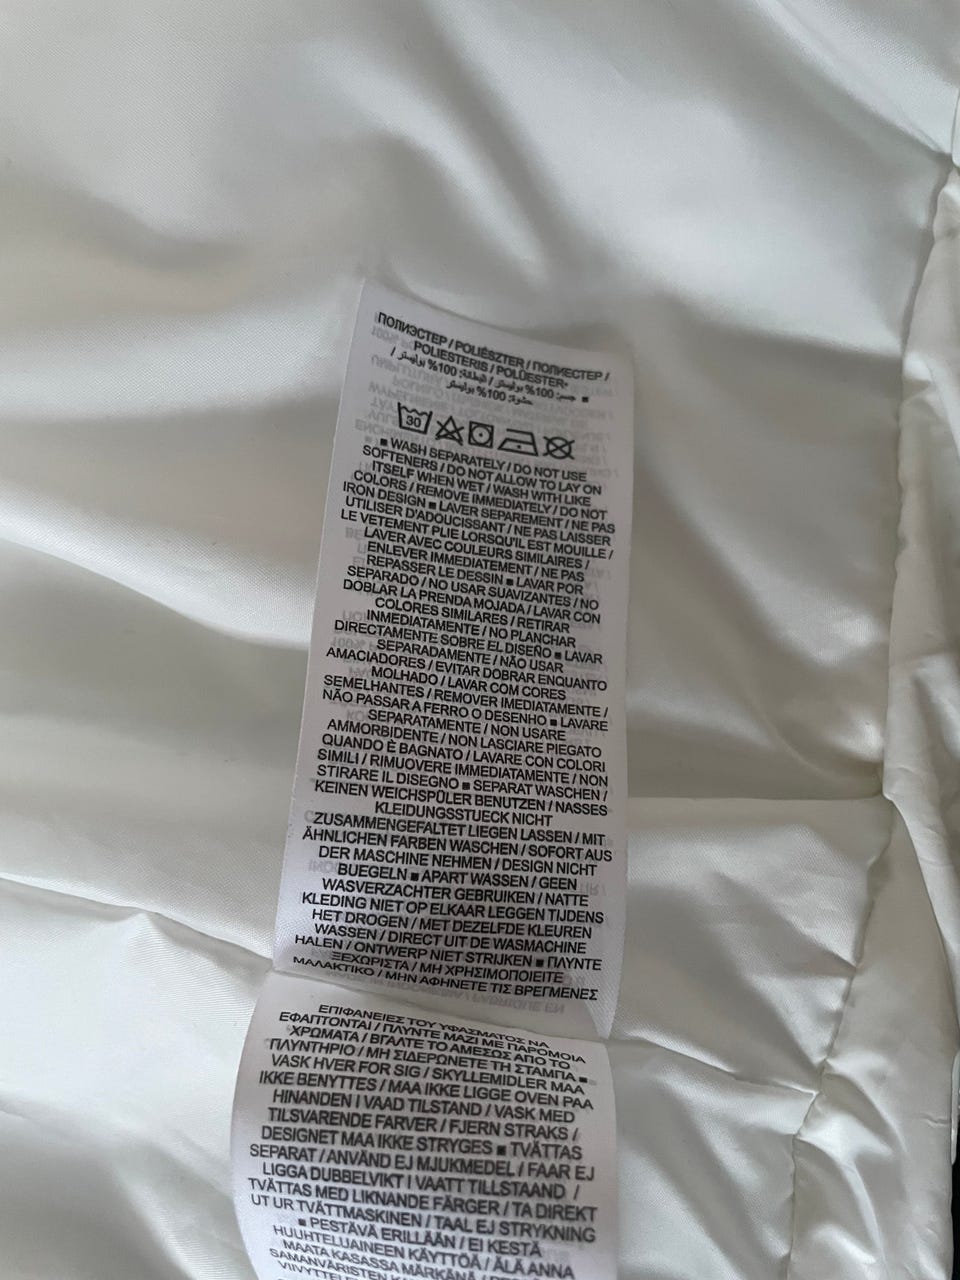 ПОЛИЭСТЕР / POLIÉSZTER / ПОЛИЕСТЕР /
POLIESTERIS / POLÜESTER•
■ جسم: 100% بوليستر / البطانة: 100% بوليستر /
حشوة: 100% بوليستر
30
■ WASH SEPARATELY / DO NOT USE
SOFTENERS / DO NOT ALLOW TO LAY ON
ITSELF WHEN WET / WASH WITH LIKE
COLORS / REMOVE IMMEDIATELY / DO NOT
IRON DESIGN ■ LAVER SEPAREMENT / NE PAS
UTILISER D'ADOUCISSANT / NE PAS LAISSER
LE VETEMENT PLIE LORSQU'IL EST MOUILLE /
LAVER AVEC COULEURS SIMILAIRES /
ENLEVER IMMEDIATEMENT / NE PAS
REPASSER LE DESSIN ■ LAVAR POR
SEPARADO / NO USAR SUAVIZANTES / NO
DOBLAR LA PRENDA MOJADA / LAVAR CON
COLORES SIMILARES / RETIRAR
INMEDIATAMENTE / NO PLANCHAR
DIRECTAMENTE SOBRE EL DISEÑO ■ LAVAR
SEPARADAMENTE / NÃO USAR
AMACIADORES / EVITAR DOBRAR ENQUANTO
MOLHADO / LAVAR COM CORES
SEMELHANTES / REMOVER IMEDIATAMENTE /
NÃO PASSAR A FERRO O DESENHO ■ LAVARE
SEPARATAMENTE / NON USARE
AMMORBIDENTE / NON LASCIARE PIEGATO
QUANDO È BAGNATO / LAVARE CON COLORI
SIMILI / RIMUOVERE IMMEDIATAMENTE / NON
STIRARE IL DISEGNO ■ SEPARAT WASCHEN /
KEINEN WEICHSPÜLER BENUTZEN / NASSES
KLEIDUNGSSTUECK NICHT
ZUSAMMENGEFALTET LIEGEN LASSEN / MIT
ÄHNLICHEN FARBEN WASCHEN / SOFORT AUS
DER MASCHINE NEHMEN / DESIGN NICHT
BUEGELN ■ APART WASSEN / GEEN
WASVERZACHTER GEBRUIKEN / NATTE
KLEDING NIET OP ELKAAR LEGGEN TIJDENS
HET DROGEN / MET DEZELFDE KLEUREN
WASSEN / DIRECT UIT DE WASMACHINE
HALEN / ONTWERP NIET STRIJKEN ■ ΠΛΥΝΤΕ
ΞΕΧΩΡΙΣΤΑ / ΜΗ ΧΡΗΣΙΜΟΠΟΙΕΙΤΕ
ΜΑΛΑΚΤΙΚΟ / ΜΗΝ ΑΦΗΝΕΤΕ ΤΙΣ ΒΡΕΓΜΕΝΕΣ
ΕΠΙΦΑΝΕΙΕΣ ΤΟΥ ΥΦΑΣΜΑΤΟΣ ΝΑ
ΕΦΑΠΤΟΝΤΑΙ / ΠΛΥΝΤΕ ΜΑΖΙ ΜΕ ΠΑΡΟΜΟΙΑ
ΧΡΩΜΑΤΑ / ΒΓΑΛΤΕ ΤΟ ΑΜΕΣΩΣ ΑΠΟ ΤΟ
ΠΛΥΝΤΗΡΙΟ / ΜΗ ΣΙΔΕΡΩΝΕΤΕ ΤΗ ΣΤΑΜΠΑ ■
VASK HVER FOR SIG / SKYLLEMIDLER MAA
IKKE BENYTTES / MAA IKKE LIGGE OVEN PAA
HINANDEN I VAAD TILSTAND / VASK MED
TILSVARENDE FARVER / FJERN STRAKS /
DESIGNET MAA IKKE STRYGES ■ TVÄTTAS
SEPARAT / ANVÄND EJ MJUKMEDEL / FAAR EJ
LIGGA DUBBELVIKT I VAATT TILLSTAAND /
TVÄTTAS MED LIKNANDE FÄRGER / TA DIREKT
UT UR TVÄTTMASKINEN / TAAL EJ STRYKNING
■ PESTÄVÄ ERILLÄÄN / EI KESTÄ
HUUHTELUAINEEN KÄYTTÖÄ / ÄLÄ ANNA
MAATA KASASSA MÄRKÄNÄ /
SAMANVÄRISTEN